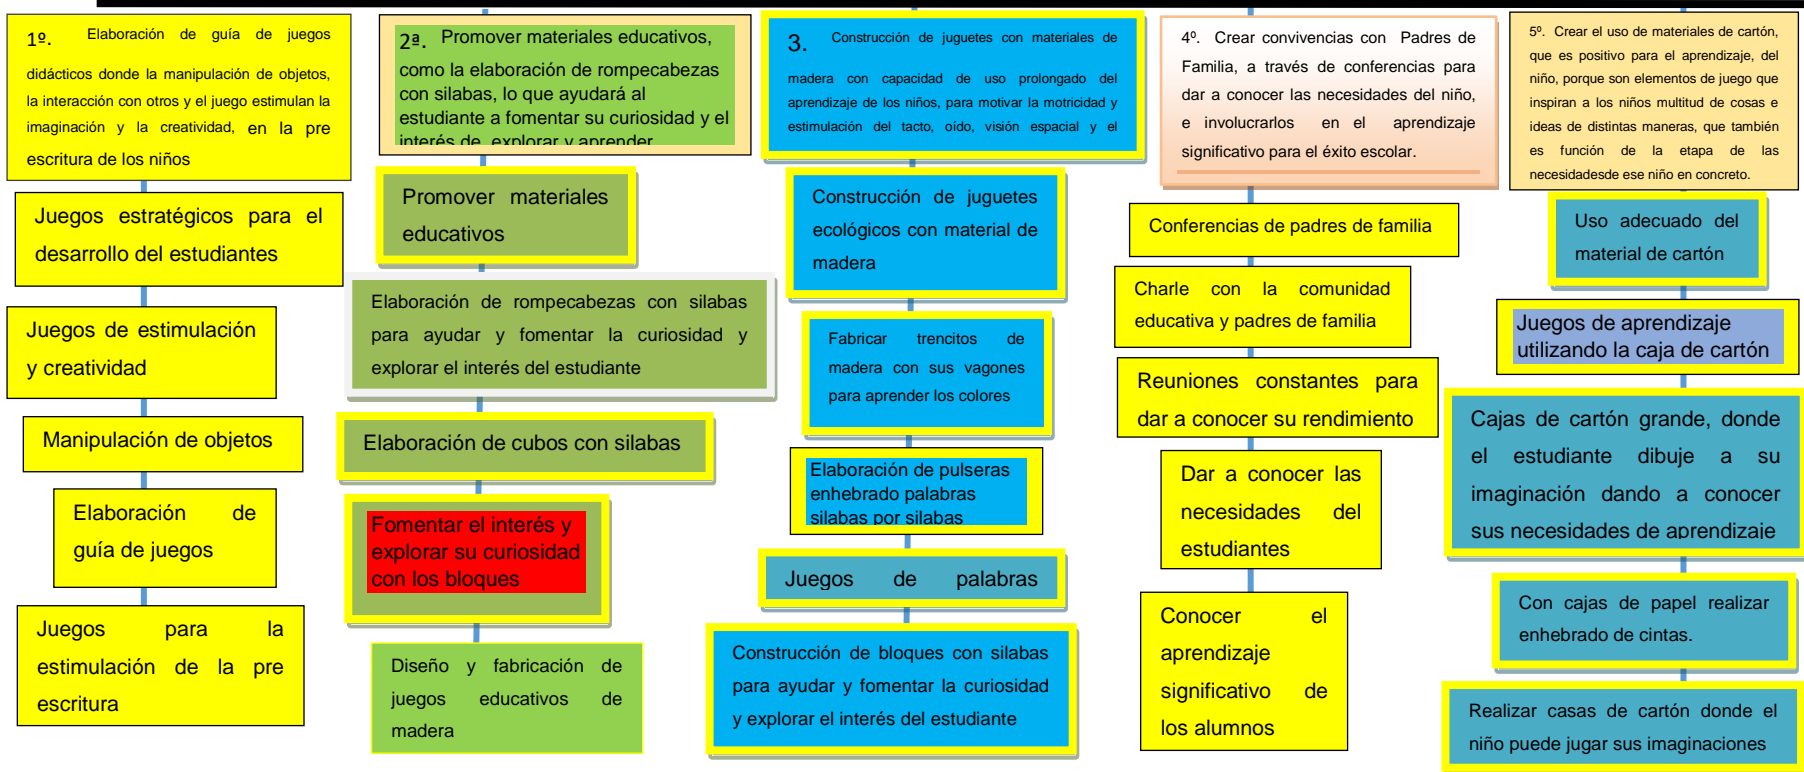 1º. Elaboración de guía de juegos
didácticos donde la manipulación de objetos,
la interacción con otros y el juego estimulan la
imaginación y la creatividad, en la pre
escritura de los niños
Juegos estratégicos para el
desarrollo del estudiantes
Juegos de estimulación
y creatividad
Manipulación de objetos
Elaboración de
guía de juegos
Juegos para la
estimulación de la pre
escritura
2ª. Promover materiales educativos,
como la elaboración de rompecabezas
con silabas, lo que ayudará al
estudiante a fomentar su curiosidad y el
interés de explorar y aprender
Promover materiales
educativos
Elaboración de rompecabezas con silabas
para ayudar y fomentar la curiosidad y
explorar el interés del estudiante
Elaboración de cubos con silabas
Fomentar el interés y
explorar su curiosidad
con los bloques
Diseño y fabricación de
juegos educativos de
madera
3. Construcción de juguetes con materiales de
madera con capacidad de uso prolongado del
aprendizaje de los niños, para motivar la motricidad y
estimulación del tacto, oído, visión espacial y el
Construcción de juguetes
ecológicos con material de
madera
Fabricar trencitos de
madera con sus vagones
para aprender los colores
Elaboración de pulseras
enhebrado palabras
silabas por silabas
Juegos de palabras
Construcción de bloques con silabas
para ayudar y fomentar la curiosidad
y explorar el interés del estudiante
4º. Crear convivencias con Padres de
Familia, a través de conferencias para
dar a conocer las necesidades del niño,
e involucrarlos en el aprendizaje
significativo para el éxito escolar.
Conferencias de padres de familia
Charle con la comunidad
educativa y padres de familia
Reuniones constantes para
dar a conocer su rendimiento
Dar a conocer las
necesidades del
estudiantes
Conocer el
aprendizaje
significativo de
los alumnos
5º. Crear el uso de materiales de cartón,
que es positivo para el aprendizaje, del
niño, porque son elementos de juego que
inspiran a los niños multitud de cosas e
ideas de distintas maneras, que también
es función de la etapa de las
necesidadesde ese niño en concreto.
Uso adecuado del
material de cartón
Juegos de aprendizaje
utilizando la caja de cartón
Cajas de cartón grande, donde
el estudiante dibuje a su
imaginación dando a conocer
sus necesidades de aprendizaje
Con cajas de papel realizar
enhebrado de cintas.
Realizar casas de cartón donde el
niño puede jugar sus imaginaciones